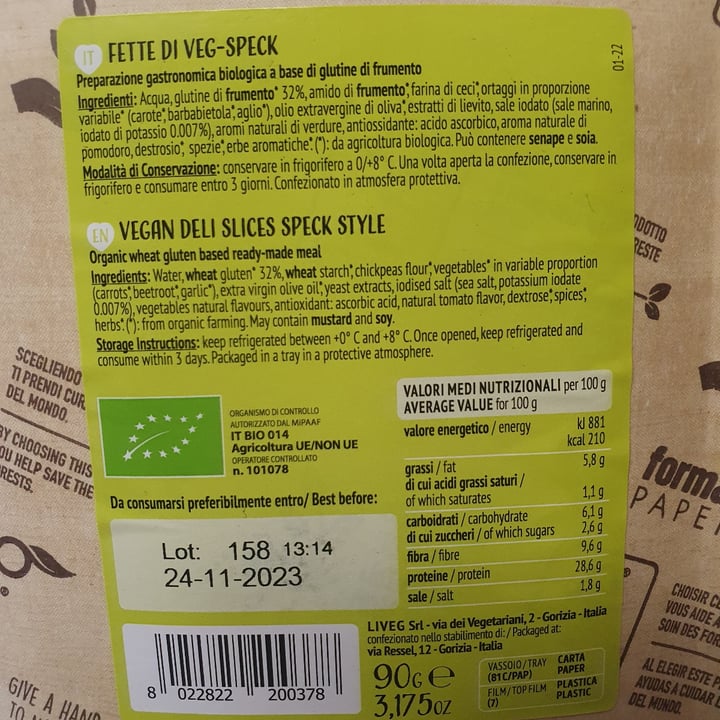 IT FETTE DI VEG-SPECK
01-22
Preparazione gastronomica biologica a base di glutine di frumento
Ingredienti: Acqua, glutine di frumento* 32%, amido di frumento*, farina di ceci*, ortaggi in proporzione
variabile* (carote*, barbabietola*, aglio*), olio extravergine di oliva*, estratti di lievito, sale iodato (sale marino,
iodato di potassio 0.007%), aromi naturali di verdure, antiossidante: acido ascorbico, aroma naturale di
pomodoro, destrosio*, spezie*, erbe aromatiche*. (*): da agricoltura biologica. Può contenere senape e soia.
Modalità di Conservazione: conservare in frigorifero a 0/+8° C. Una volta aperta la confezione, conservare in
frigorifero e consumare entro 3 giorni. Confezionato in atmosfera protettiva.
EN VEGAN DELI SLICES SPECK STYLE
Organic wheat gluten based ready-made meal
Ingredients: Water, wheat gluten* 32%, wheat starch*, chickpeas flour*, vegetables* in variable proportion
(carrots*, beetroot*, garlic*), extra virgin olive oil*, yeast extracts, iodised salt (sea salt, potassium iodate
0.007%), vegetables natural flavours, antioxidant: ascorbic acid, natural tomato flavor, dextrose*, spices*,
herbs*. (*): from organic farming. May contain mustard and soy.
Storage Instructions: keep refrigerated between +0° C and +8° C. Once opened, keep refrigerated and
consume within 3 days. Packaged in a tray in a protective atmosphere.
ORGANISMO DI CONTROLLO
AUTORIZZATO DAL MIPAAF
IT BIO 014
Agricoltura UE/NON UE
OPERATORE CONTROLLATO
n. 101078
Da consumarsi preferibilmente entro/ Best before:
Lot: 158 13:14
24-11-2023
8 022822 200378
VALORI MEDI NUTRIZIONALI per 100 g
AVERAGE VALUE for 100 g
valore energetico / energy kJ 881
kcal 210
grassi / fat 5,8 g
di cui acidi grassi saturi /
of which saturates 1,1 g
carboidrati / carbohydrate 6,1 g
di cui zuccheri / of which sugars 2,6 g
fibra / fibre 9,6 g
proteine / protein 28,6 g
sale / salt 1,8 g
LIVEG Srl - via dei Vegetariani, 2 - Gorizia - Italia
confezionato nello stabilimento di: / Packaged at:
via Ressel, 12 - Gorizia - Italia
90g e
3,175oz
VASSOIO/TRAY CARTA
(81 C/PAP) PAPER
FILM/TOP FILM PLASTICA
(7) PLASTIC
SCEGLIENDO
TI PRENDI CUR
DEL MONDO.
BY CHOOSING THIS
OU HELP SAVE THE
RESTS.
GIVE A HAND
ODOTTO
RESTE
form
PAPE
CHOISIR CE
VOUS AIDE À
SOIN DES FOR
AL ELEGIR ESTE P
AYUDAS A CUIDAR
DEL MUNDO.